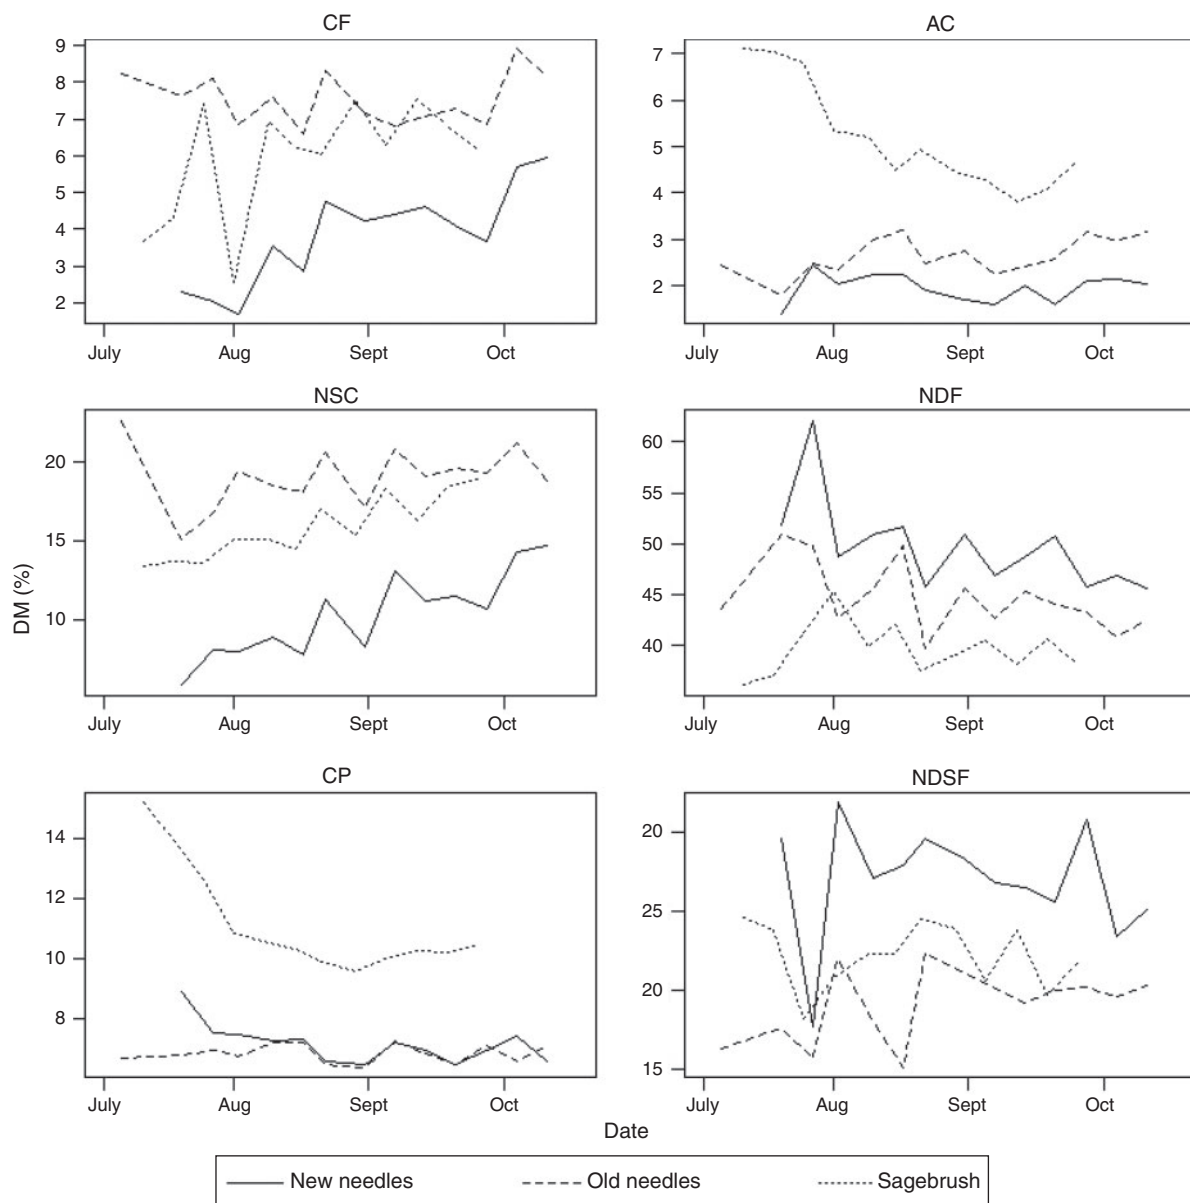 CF
AC
9
8
7
6
5
4
3
2
7
6
5
4
3
2
July Aug Sept Oct
July Aug Sept Oct
NSC
NDF
20
15
10
60
55
50
45
40
DM (%)
July Aug Sept Oct
July Aug Sept Oct
CP
NDSF
14
12
10
8
20
25
20
15
July Aug Sept Oct
July Aug Sept Oct
Date
New needles Old needles Sagebrush